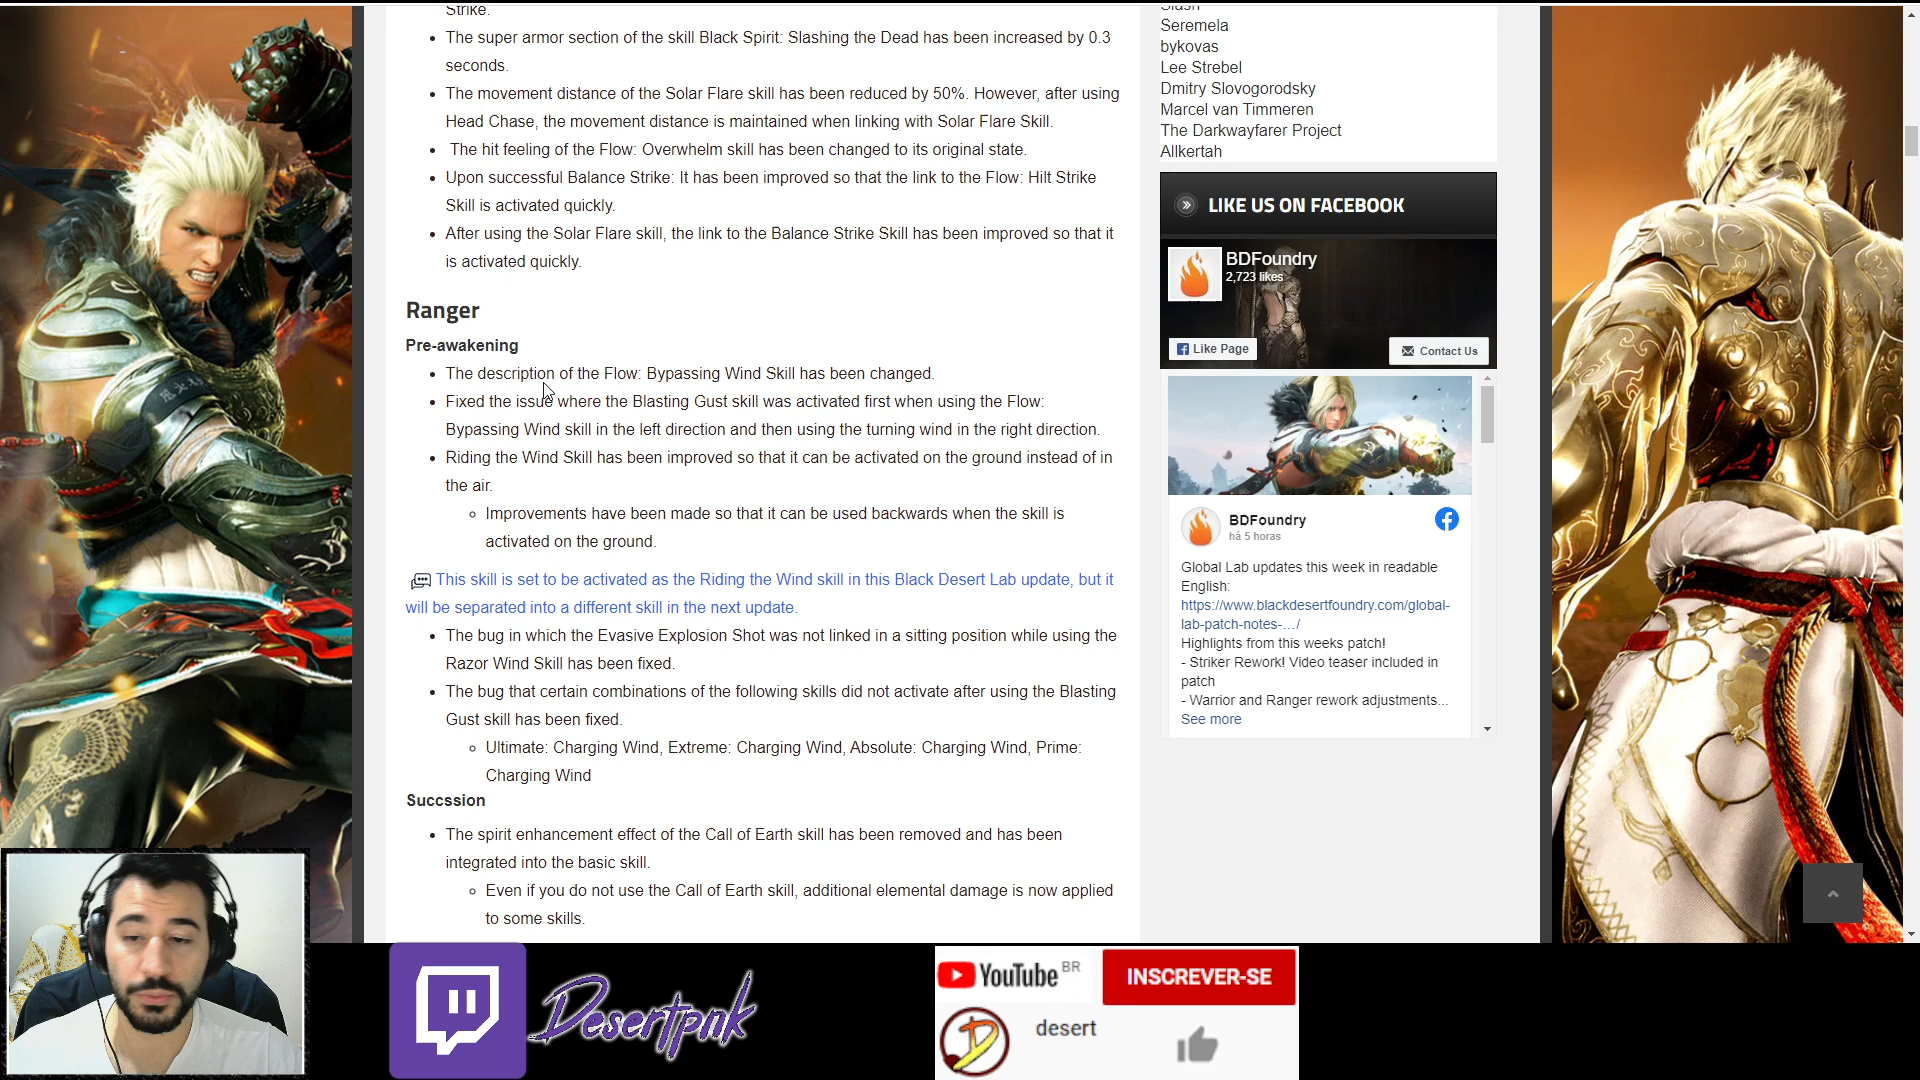 Strike.
• The super armor section of the skill Black Spirit: Slashing the Dead has been increased by 0.3
seconds.
• The movement distance of the Solar Flare skill has been reduced by 50%. However, after using
Head Chase, the movement distance is maintained when linking with Solar Flare Skill.
• The hit feeling of the Flow: Overwhelm skill has been changed to its original state.
• Upon successful Balance Strike: It has been improved so that the link to the Flow: Hilt Strike
Skill is activated quickly.
• After using the Solar Flare skill, the link to the Balance Strike Skill has been improved so that it
is activated quickly.
Ranger
Pre-awakening
• The description of the Flow: Bypassing Wind Skill has been changed.
• Fixed the issue where the Blasting Gust skill was activated first when using the Flow:
Bypassing Wind skill in the left direction and then using the turning wind in the right direction.
• Riding the Wind Skill has been improved so that it can be activated on the ground instead of in
the air.
◦ Improvements have been made so that it can be used backwards when the skill is
activated on the ground.
This skill is set to be activated as the Riding the Wind skill in this Black Desert Lab update, but it
will be separated into a different skill in the next update.
• The bug in which the Evasive Explosion Shot was not linked in a sitting position while using the
Razor Wind Skill has been fixed.
• The bug that certain combinations of the following skills did not activate after using the Blasting
Gust skill has been fixed.
◦ Ultimate: Charging Wind, Extreme: Charging Wind, Absolute: Charging Wind, Prime:
Charging Wind
Succssion
• The spirit enhancement effect of the Call of Earth skill has been removed and has been
integrated into the basic skill.
◦ Even if you do not use the Call of Earth skill, additional elemental damage is now applied
to some skills.
Slash
Seremela
bykovas
Lee Strebel
Dmitry Slovogorodsky
Marcel van Timmeren
The Darkwayfarer Project
Allkertah
LIKE US ON FACEBOOK
BDFoundry
2,723 likes
Like Page
Contact Us
BDFoundry
há 5 horas
Global Lab updates this week in readable
English:
https://www.blackdesertfoundry.com/global-
lab-patch-notes-…/
Highlights from this weeks patch!
- Striker Rework! Video teaser included in
patch
- Warrior and Ranger rework adjustments...
See more
Desertpnk
YouTube BR
INSCREVER-SE
desert